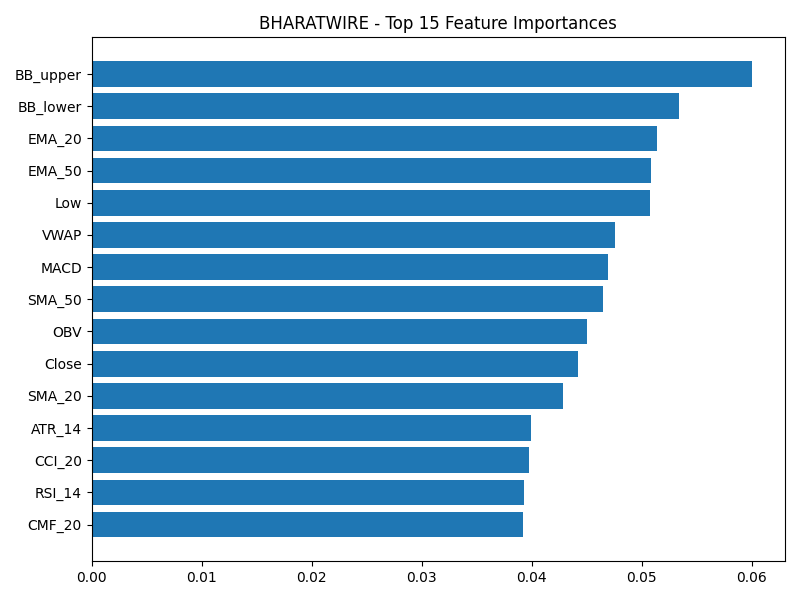 BHARATWIRE - Top 15 Feature Importances
BB_upper
BB_lower
EMA_20
EMA_50
Low
VWAP
MACD
SMA_50
OBV
Close
SMA_20
ATR_14
CCI_20
RSI_14
CMF_20
0.00 0.01 0.02 0.03 0.04 0.05 0.06